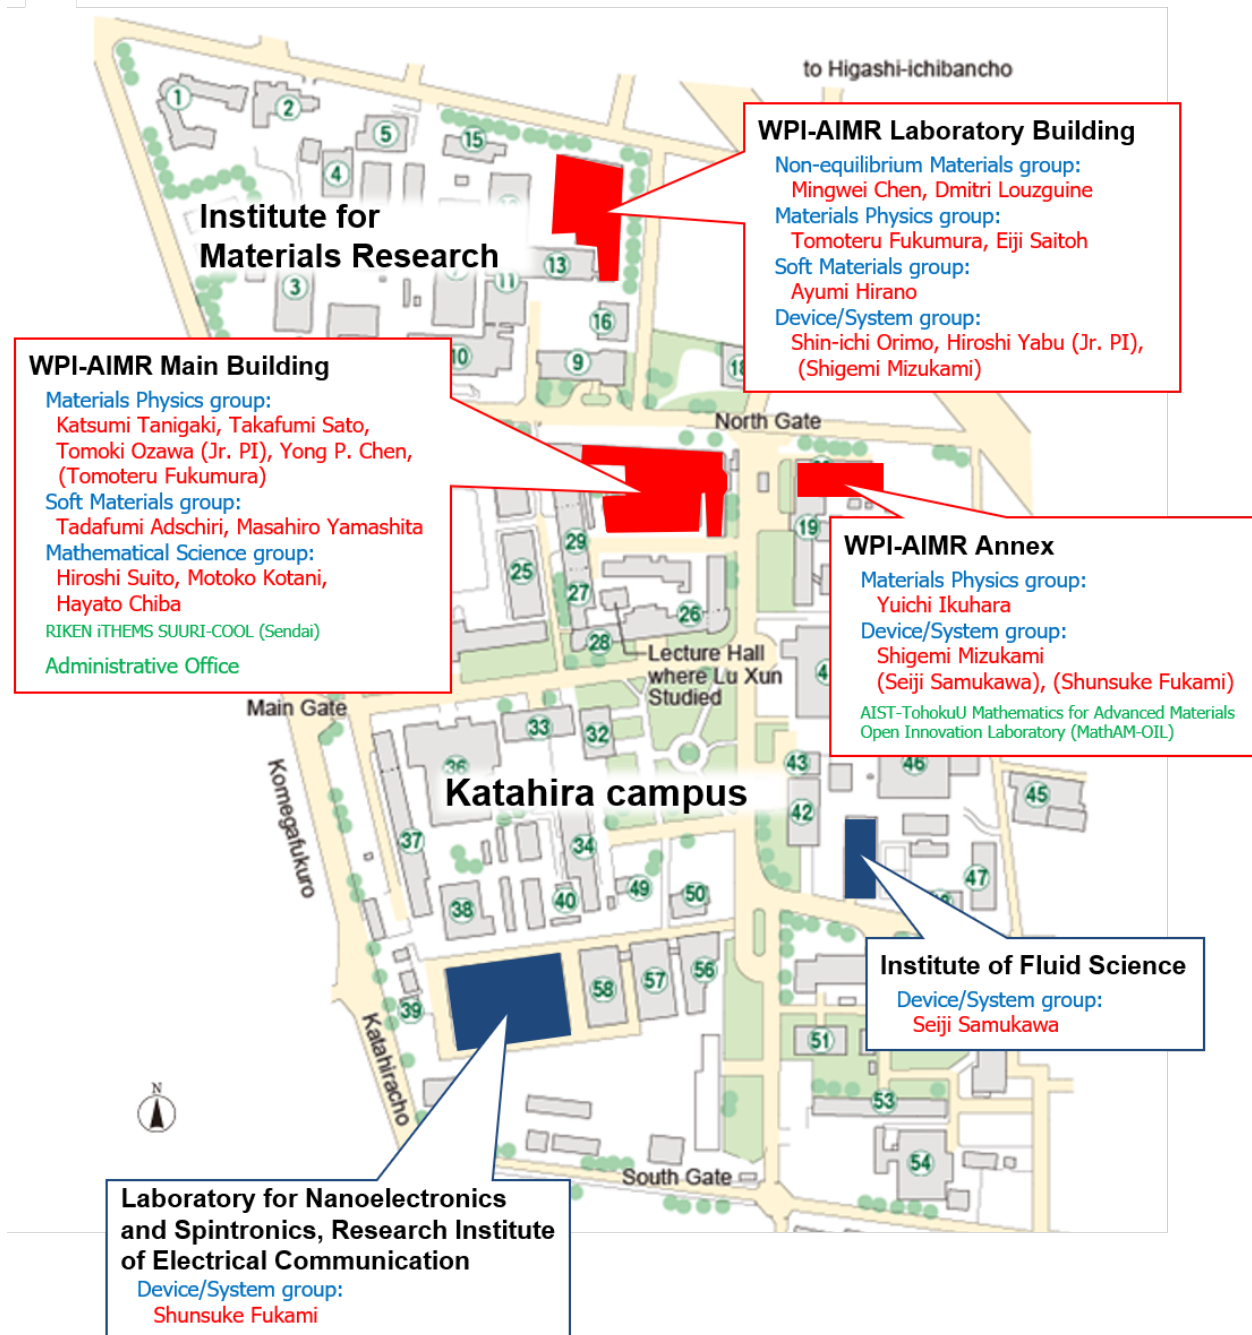 to Higashi-ichibancho
WPI-AIMR Laboratory Building
Non-equilibrium Materials group:
Mingwei Chen, Dmitri Louzguine
Materials Physics group:
Tomoteru Fukumura, Eiji Saitoh
Soft Materials group:
Ayumi Hirano
Device/System group:
Shin-ichi Orimo, Hiroshi Yabu (Jr. PI),
(Shigemi Mizukami)
1
2
5
15
4
Institute for
Materials Research
13
3
11
16
10
9
18
WPI-AIMR Main Building
Materials Physics group:
Katsumi Tanigaki, Takafumi Sato,
Tomoki Ozawa (Jr. PI), Yong P. Chen,
(Tomoteru Fukumura)
Soft Materials group:
Tadafumi Adschiri, Masahiro Yamashita
Mathematical Science group:
Hiroshi Suito, Motoko Kotani,
Hayato Chiba
RIKEN iTHEMS SUURI-COOL (Sendai)
Administrative Office
North Gate
19
29
25
27
26
28
Lecture Hall
where Lu Xun
Studied
WPI-AIMR Annex
Materials Physics group:
Yuichi Ikuhara
Device/System group:
Shigemi Mizukami
(Seiji Samukawa), (Shunsuke Fukami)
AIST-TohokuU Mathematics for Advanced Materials
Open Innovation Laboratory (MathAM-OIL)
Main Gate
33
32
36
43
46
45
Komegafukuro
Katahira campus
42
37
34
49
50
47
40
38
Institute of Fluid Science
Device/System group:
Seiji Samukawa
58
57
56
39
51
Katahiracho
N
53
54
South Gate
Laboratory for Nanoelectronics
and Spintronics, Research Institute
of Electrical Communication
Device/System group:
Shunsuke Fukami